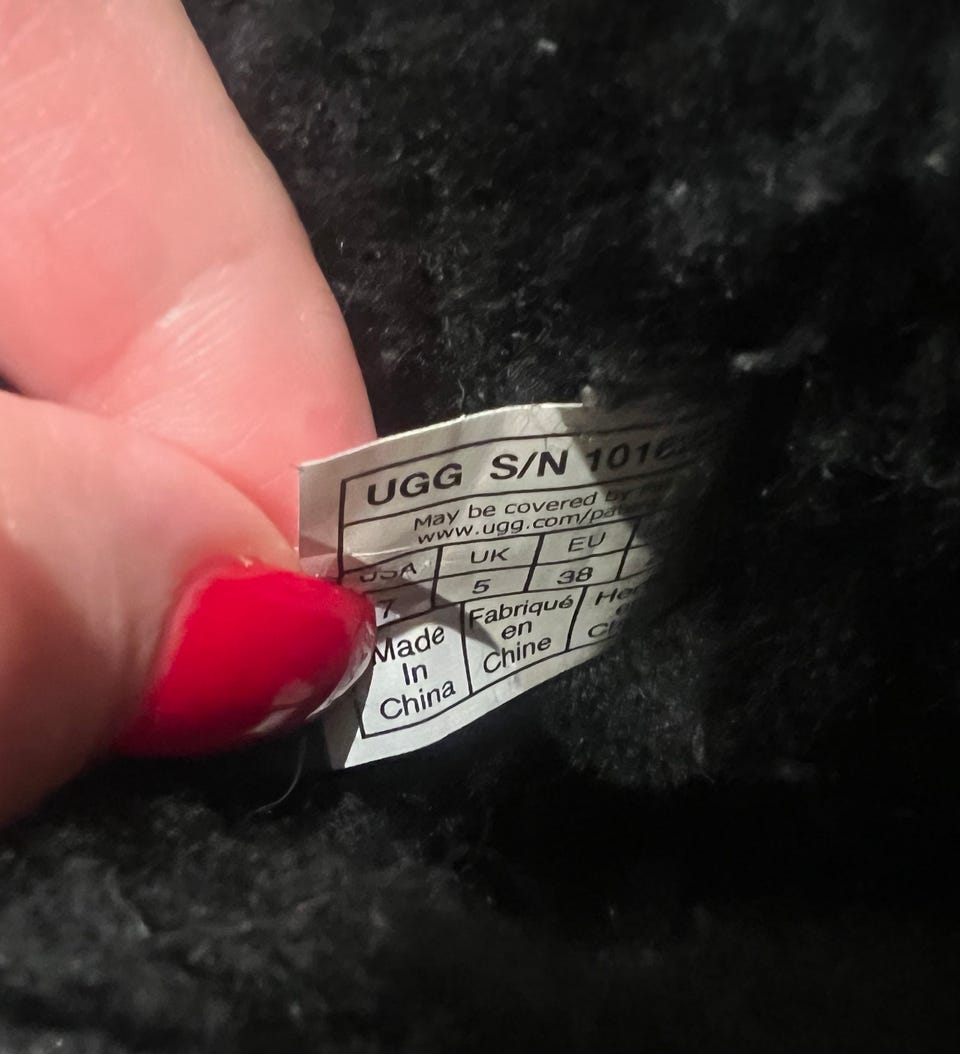 UGG S/N 1016
May be covered by
www.ugg.com/pat
USA UK EU
7 5 38
Made In China
Fabriqué en Chine